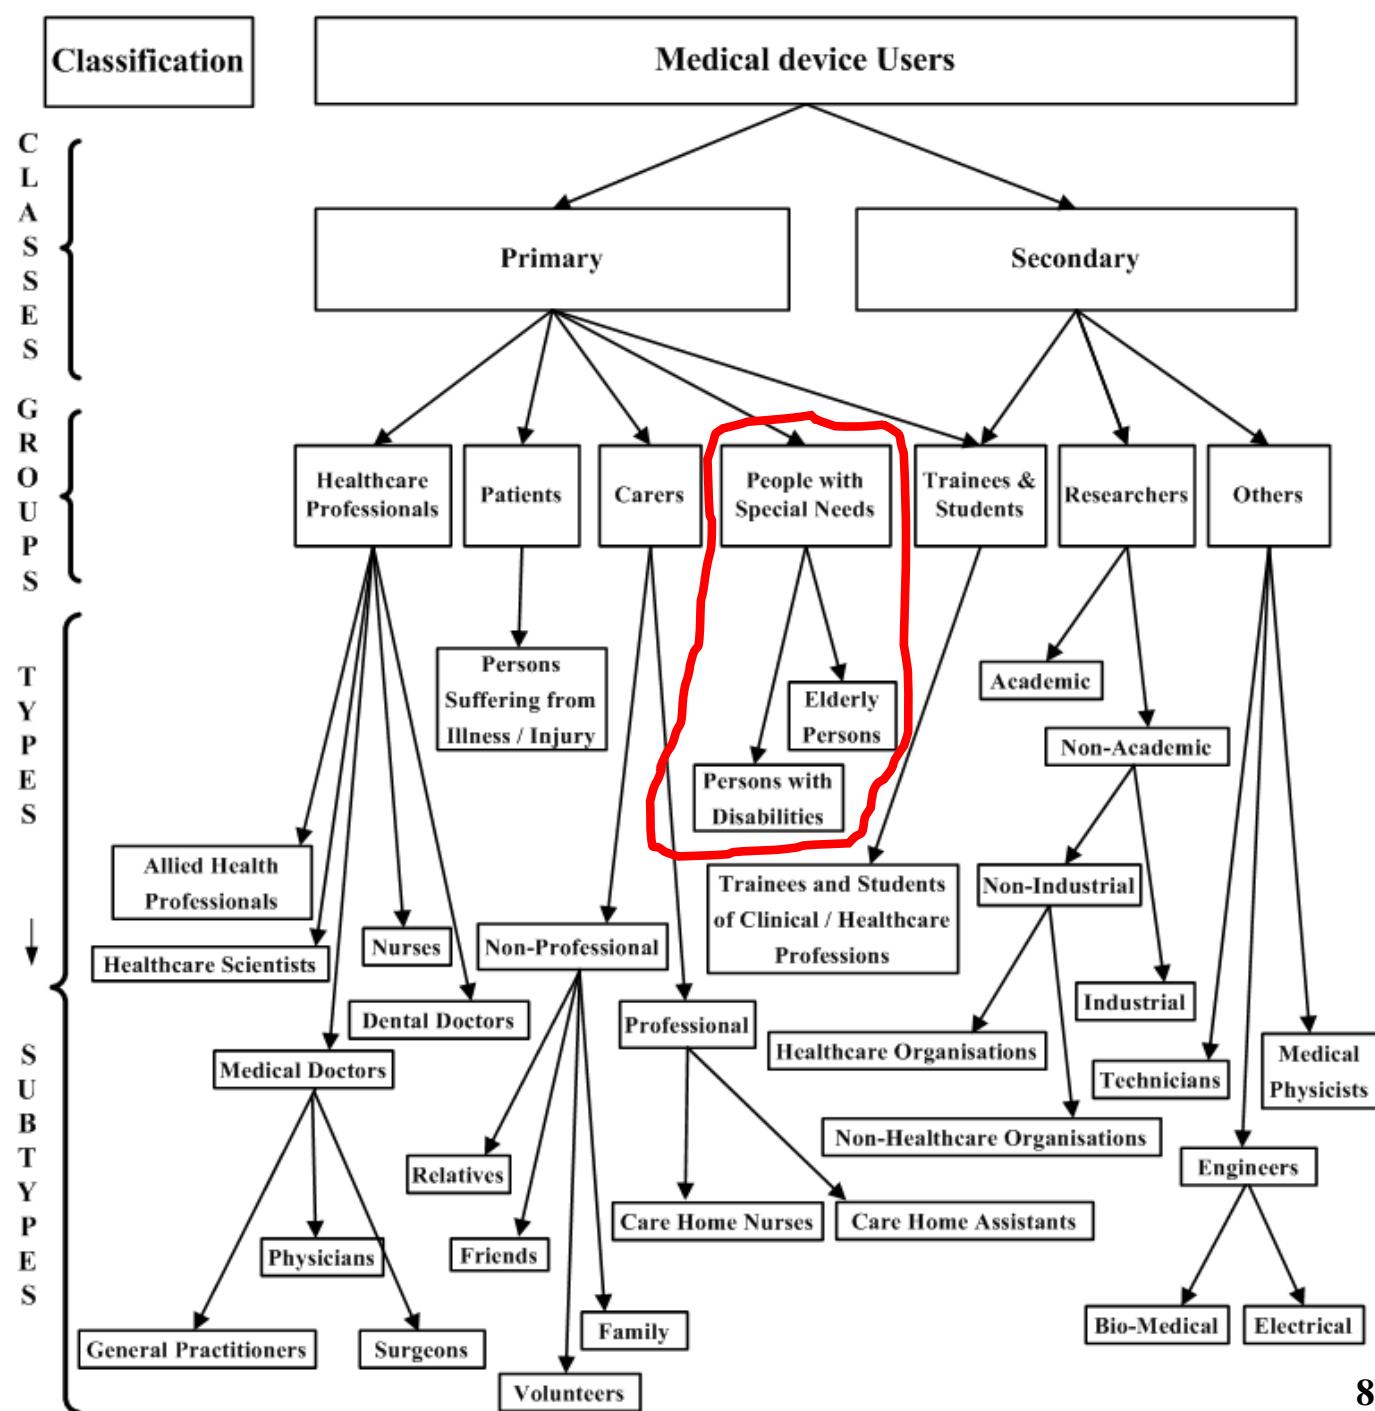 Classification
Medical device Users
C
L
A
S
S
E
S
Primary
Secondary
G
R
O
U
P
S
Healthcare
Professionals
Patients
Carers
People with
Special Needs
Trainees &
Students
Researchers
Others
T
Y
P
E
S
Persons
Suffering from
Illness / Injury
Elderly
Persons
Persons with
Disabilities
Academic
Non-Academic
Allied Health
Professionals
Healthcare Scientists
Nurses
Dental Doctors
Medical Doctors
Non-Professional
Professional
Trainees and Students
of Clinical / Healthcare
Professions
Non-Industrial
Industrial
Healthcare Organisations
Non-Healthcare Organisations
Technicians
Medical
Physicists
Engineers
S
U
B
T
Y
P
E
S
Relatives
Friends
Care Home Nurses
Care Home Assistants
Physicians
General Practitioners
Surgeons
Family
Volunteers
Bio-Medical
Electrical
8